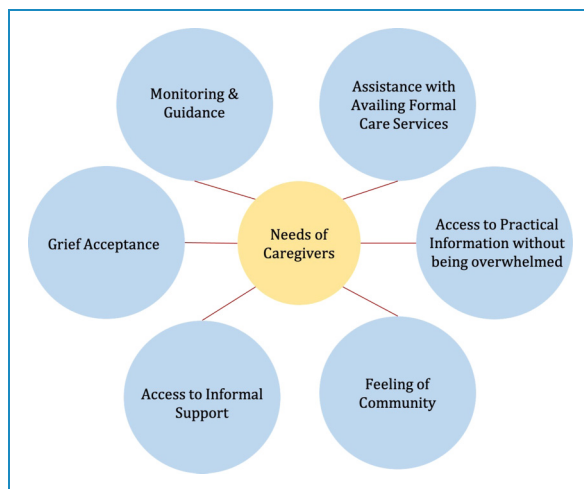 Monitoring &
Guidance
Assistance with
Availing Formal
Care Services
Grief Acceptance
Needs of
Caregivers
Access to Practical
Information without
being overwhelmed
Access to Informal
Support
Feeling of
Community